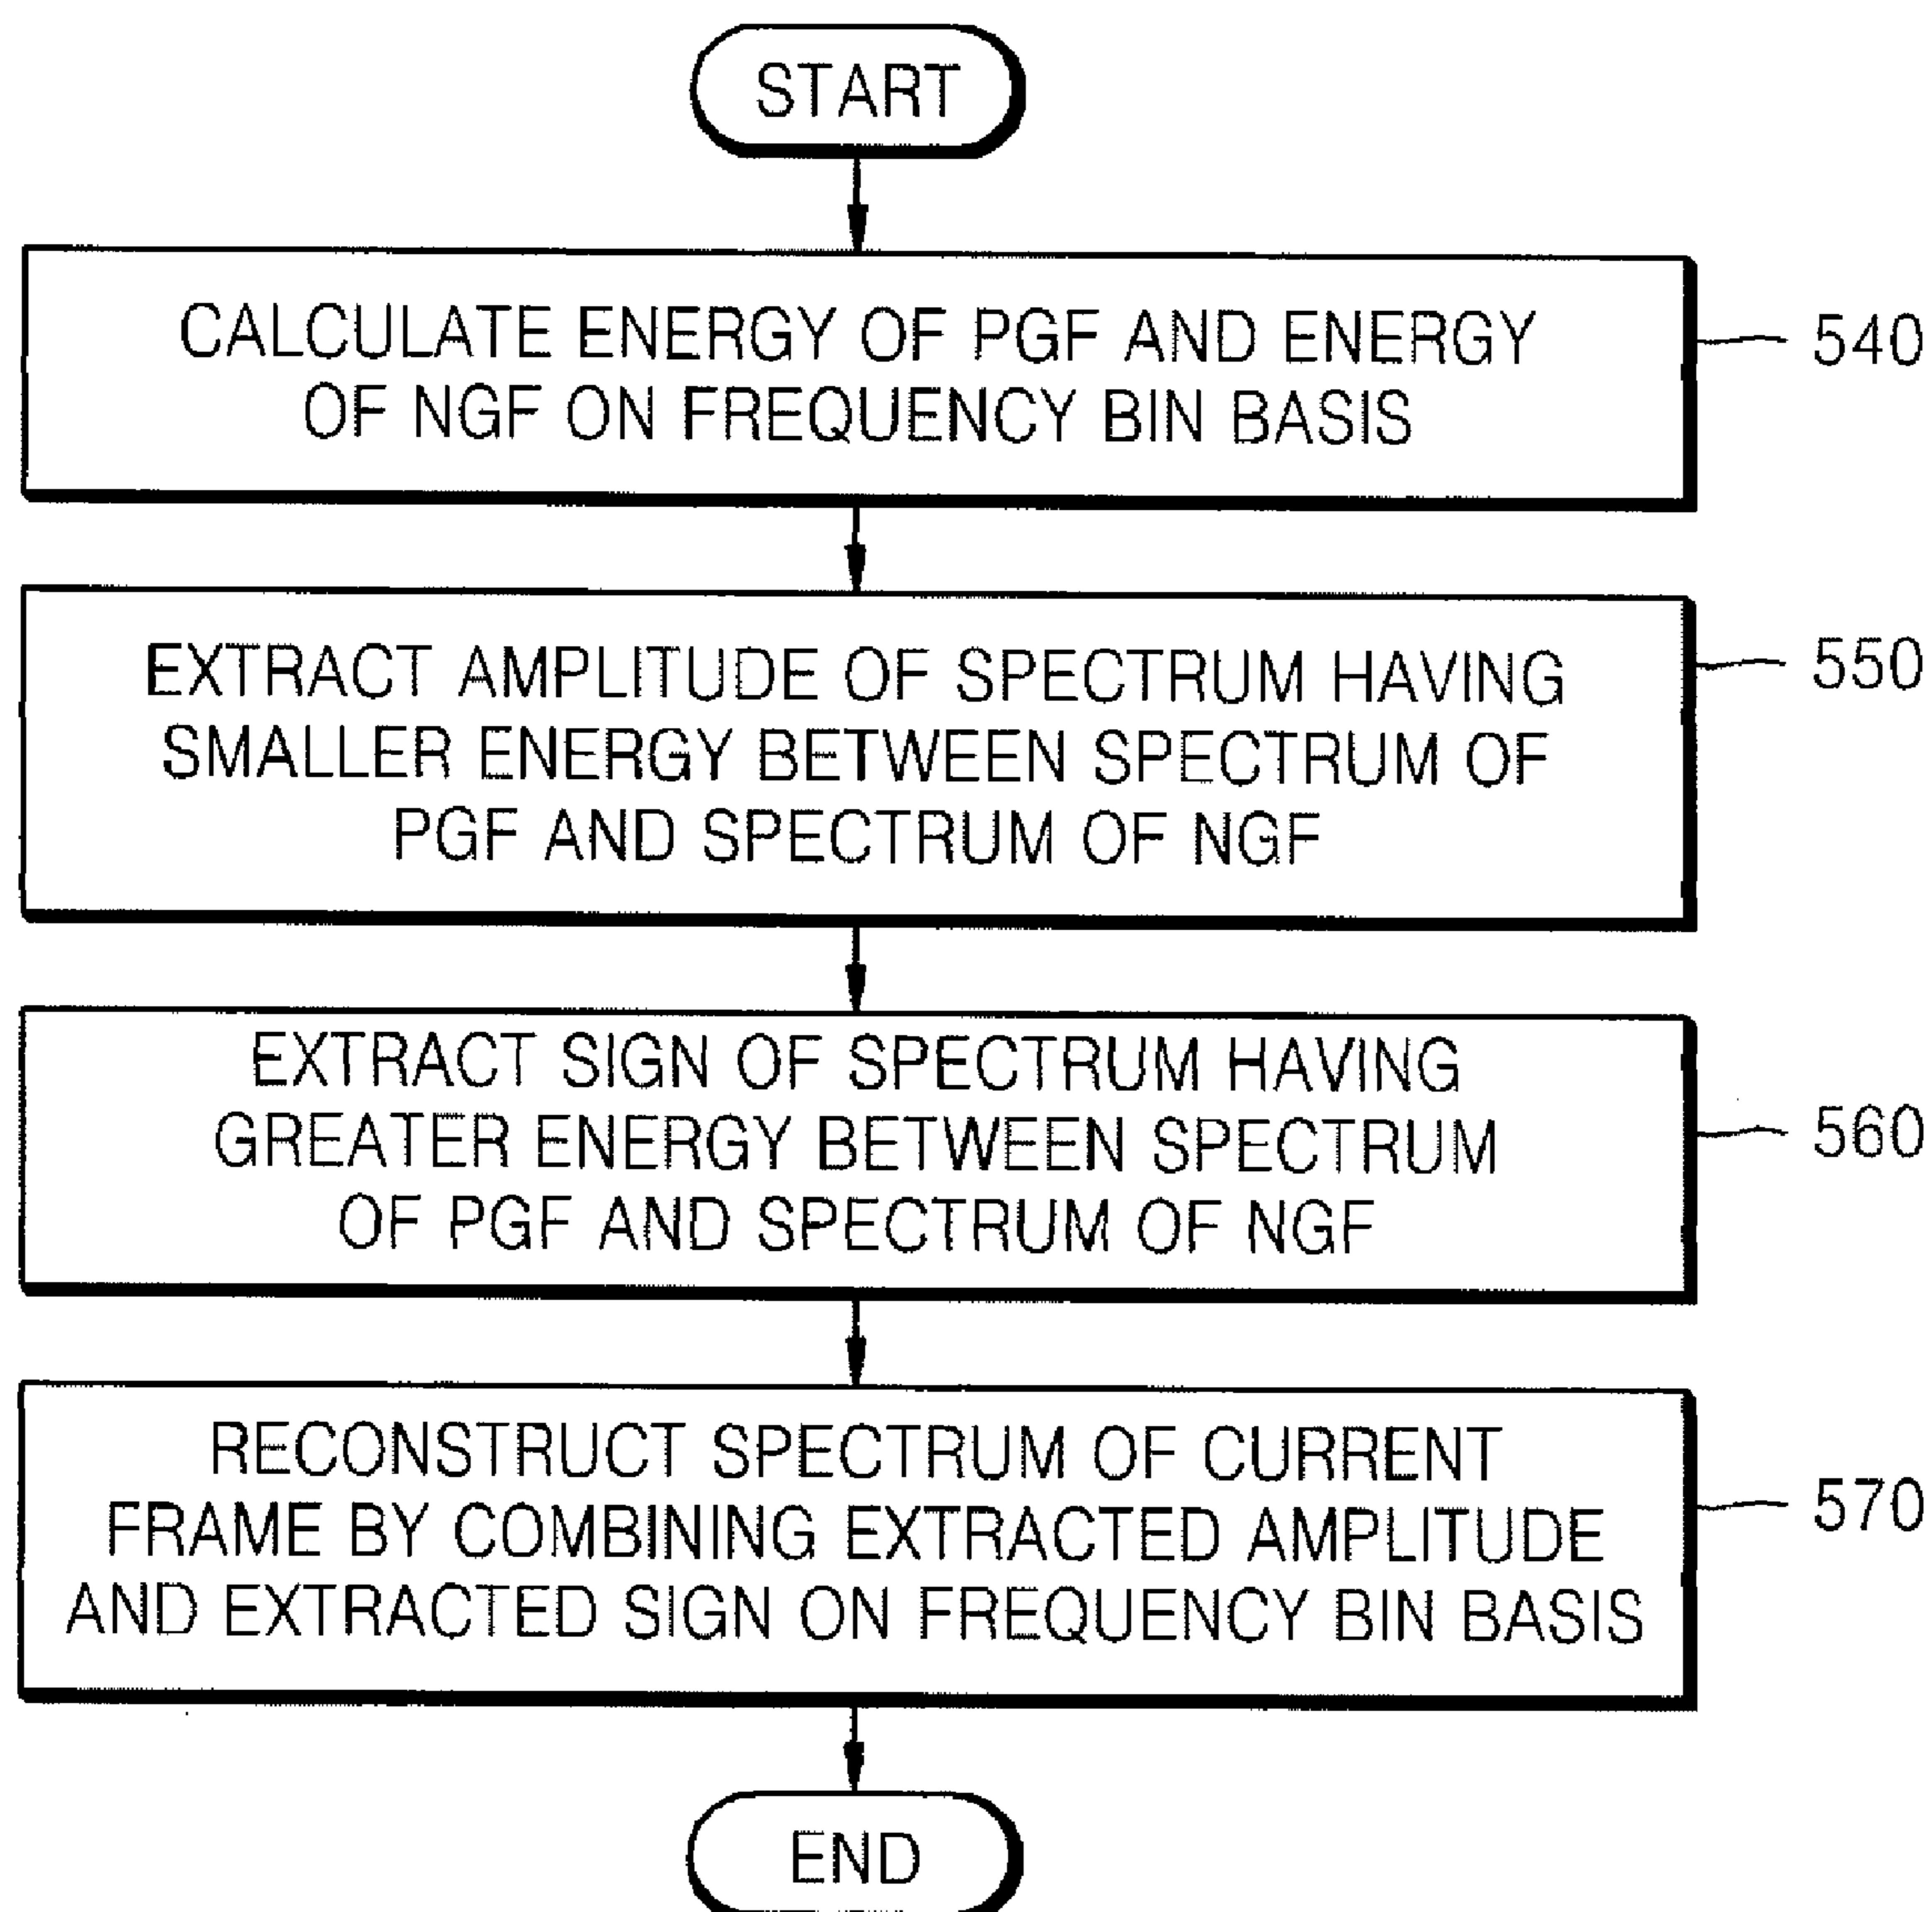 START
CALCULATE ENERGY OF PGF AND ENERGY
OF NGF ON FREQUENCY BIN BASIS
540
EXTRACT AMPLITUDE OF SPECTRUM HAVING
SMALLER ENERGY BETWEEN SPECTRUM OF
PGF AND SPECTRUM OF NGF
550
EXTRACT SIGN OF SPECTRUM HAVING
GREATER ENERGY BETWEEN SPECTRUM
OF PGF AND SPECTRUM OF NGF
560
RECONSTRUCT SPECTRUM OF CURRENT
FRAME BY COMBINING EXTRACTED AMPLITUDE
AND EXTRACTED SIGN ON FREQUENCY BIN BASIS
570
END